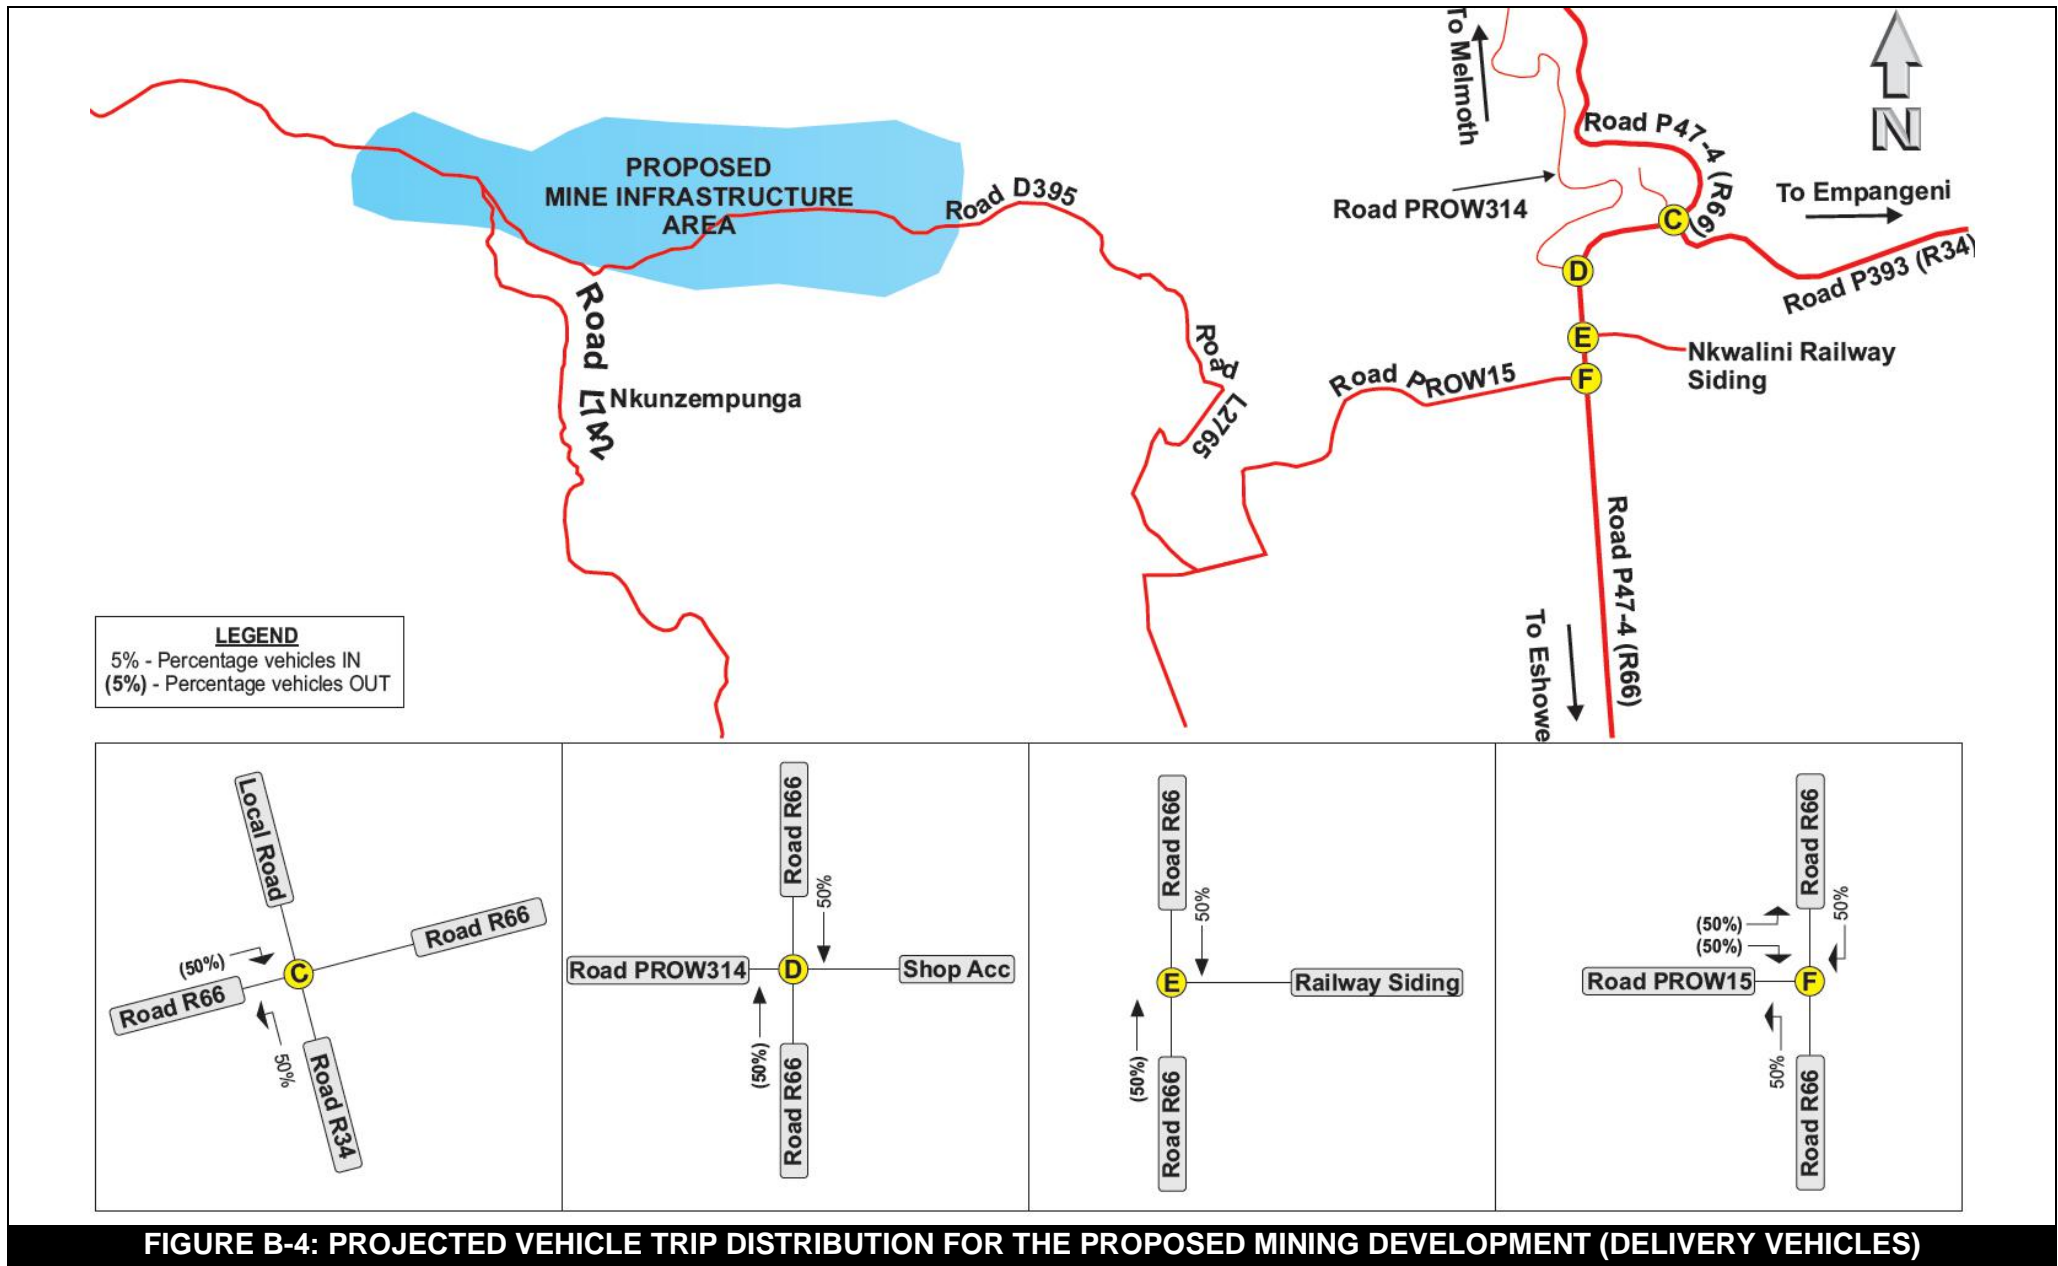 To Melmoth
N
Road P47-4 (R66)
To Empangeni
Road PROW314
C
Road P393 (R34)
D
E
Nkwalini Railway
Siding
F
Road PROW15
PROPOSED
MINE INFRASTRUCTURE
AREA
Road D395
Road L2765
Road L1742
Nkunzempunga
Road P47-4 (R66)
To Eshowe
LEGEND
5% - Percentage vehicles IN
(5%) - Percentage vehicles OUT
Local Road
Road R66
(50%)
C
Road R66
50%
Road R34
Road R66
50%
Road PROW314
D
Shop Acc
(50%)
Road R66
Road R66
50%
E
Railway Siding
(50%)
Road R66
Road R66
50%
(50%)
(50%)
Road PROW15
F
50%
Road R66
FIGURE B-4: PROJECTED VEHICLE TRIP DISTRIBUTION FOR THE PROPOSED MINING DEVELOPMENT (DELIVERY VEHICLES)